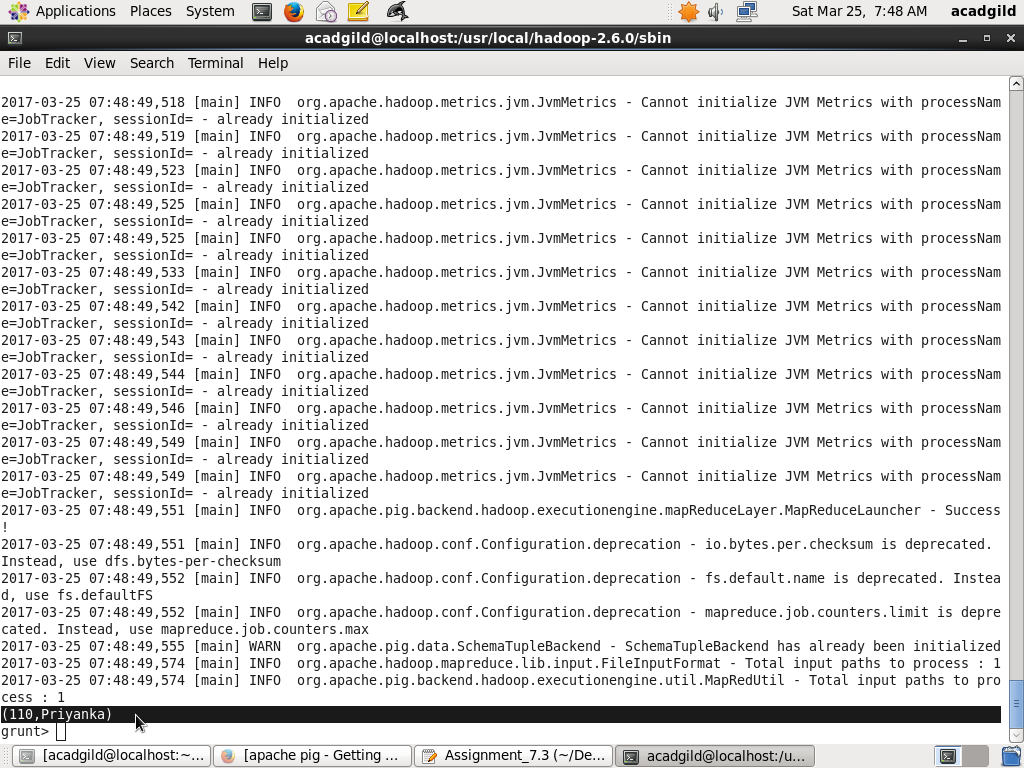 Applications Places System Sat Mar 25, 7:48 AM acadgild
acadgild@localhost:/usr/local/hadoop-2.6.0/sbin
File Edit View Search Terminal Help
2017-03-25 07:48:49,518 [main] INFO  org.apache.hadoop.metrics.jvm.JvmMetrics - Cannot initialize JVM Metrics with processNam
e=JobTracker, sessionId= - already initialized
2017-03-25 07:48:49,519 [main] INFO  org.apache.hadoop.metrics.jvm.JvmMetrics - Cannot initialize JVM Metrics with processNam
e=JobTracker, sessionId= - already initialized
2017-03-25 07:48:49,523 [main] INFO  org.apache.hadoop.metrics.jvm.JvmMetrics - Cannot initialize JVM Metrics with processNam
e=JobTracker, sessionId= - already initialized
2017-03-25 07:48:49,525 [main] INFO  org.apache.hadoop.metrics.jvm.JvmMetrics - Cannot initialize JVM Metrics with processNam
e=JobTracker, sessionId= - already initialized
2017-03-25 07:48:49,525 [main] INFO  org.apache.hadoop.metrics.jvm.JvmMetrics - Cannot initialize JVM Metrics with processNam
e=JobTracker, sessionId= - already initialized
2017-03-25 07:48:49,533 [main] INFO  org.apache.hadoop.metrics.jvm.JvmMetrics - Cannot initialize JVM Metrics with processNam
e=JobTracker, sessionId= - already initialized
2017-03-25 07:48:49,542 [main] INFO  org.apache.hadoop.metrics.jvm.JvmMetrics - Cannot initialize JVM Metrics with processNam
e=JobTracker, sessionId= - already initialized
2017-03-25 07:48:49,543 [main] INFO  org.apache.hadoop.metrics.jvm.JvmMetrics - Cannot initialize JVM Metrics with processNam
e=JobTracker, sessionId= - already initialized
2017-03-25 07:48:49,544 [main] INFO  org.apache.hadoop.metrics.jvm.JvmMetrics - Cannot initialize JVM Metrics with processNam
e=JobTracker, sessionId= - already initialized
2017-03-25 07:48:49,546 [main] INFO  org.apache.hadoop.metrics.jvm.JvmMetrics - Cannot initialize JVM Metrics with processNam
e=JobTracker, sessionId= - already initialized
2017-03-25 07:48:49,549 [main] INFO  org.apache.hadoop.metrics.jvm.JvmMetrics - Cannot initialize JVM Metrics with processNam
e=JobTracker, sessionId= - already initialized
2017-03-25 07:48:49,549 [main] INFO  org.apache.hadoop.metrics.jvm.JvmMetrics - Cannot initialize JVM Metrics with processNam
e=JobTracker, sessionId= - already initialized
2017-03-25 07:48:49,551 [main] INFO  org.apache.pig.backend.hadoop.executionengine.mapReduceLayer.MapReduceLauncher - Success
!
2017-03-25 07:48:49,551 [main] INFO  org.apache.hadoop.conf.Configuration.deprecation - io.bytes.per.checksum is deprecated.
Instead, use dfs.bytes-per-checksum
2017-03-25 07:48:49,552 [main] INFO  org.apache.hadoop.conf.Configuration.deprecation - fs.default.name is deprecated. Instea
d, use fs.defaultFS
2017-03-25 07:48:49,552 [main] INFO  org.apache.hadoop.conf.Configuration.deprecation - mapreduce.job.counters.limit is depre
cated. Instead, use mapreduce.job.counters.max
2017-03-25 07:48:49,555 [main] WARN  org.apache.pig.data.SchemaTupleBackend - SchemaTupleBackend has already been initialized
2017-03-25 07:48:49,574 [main] INFO  org.apache.hadoop.mapreduce.lib.input.FileInputFormat - Total input paths to process : 1
2017-03-25 07:48:49,574 [main] INFO  org.apache.pig.backend.hadoop.executionengine.util.MapRedUtil - Total input paths to pro
cess : 1
(110,Priyanka)
grunt>
[acadgild@localhost:~... [apache pig - Getting ... Assignment_7.3 (~/De... acadgild@localhost:/u...